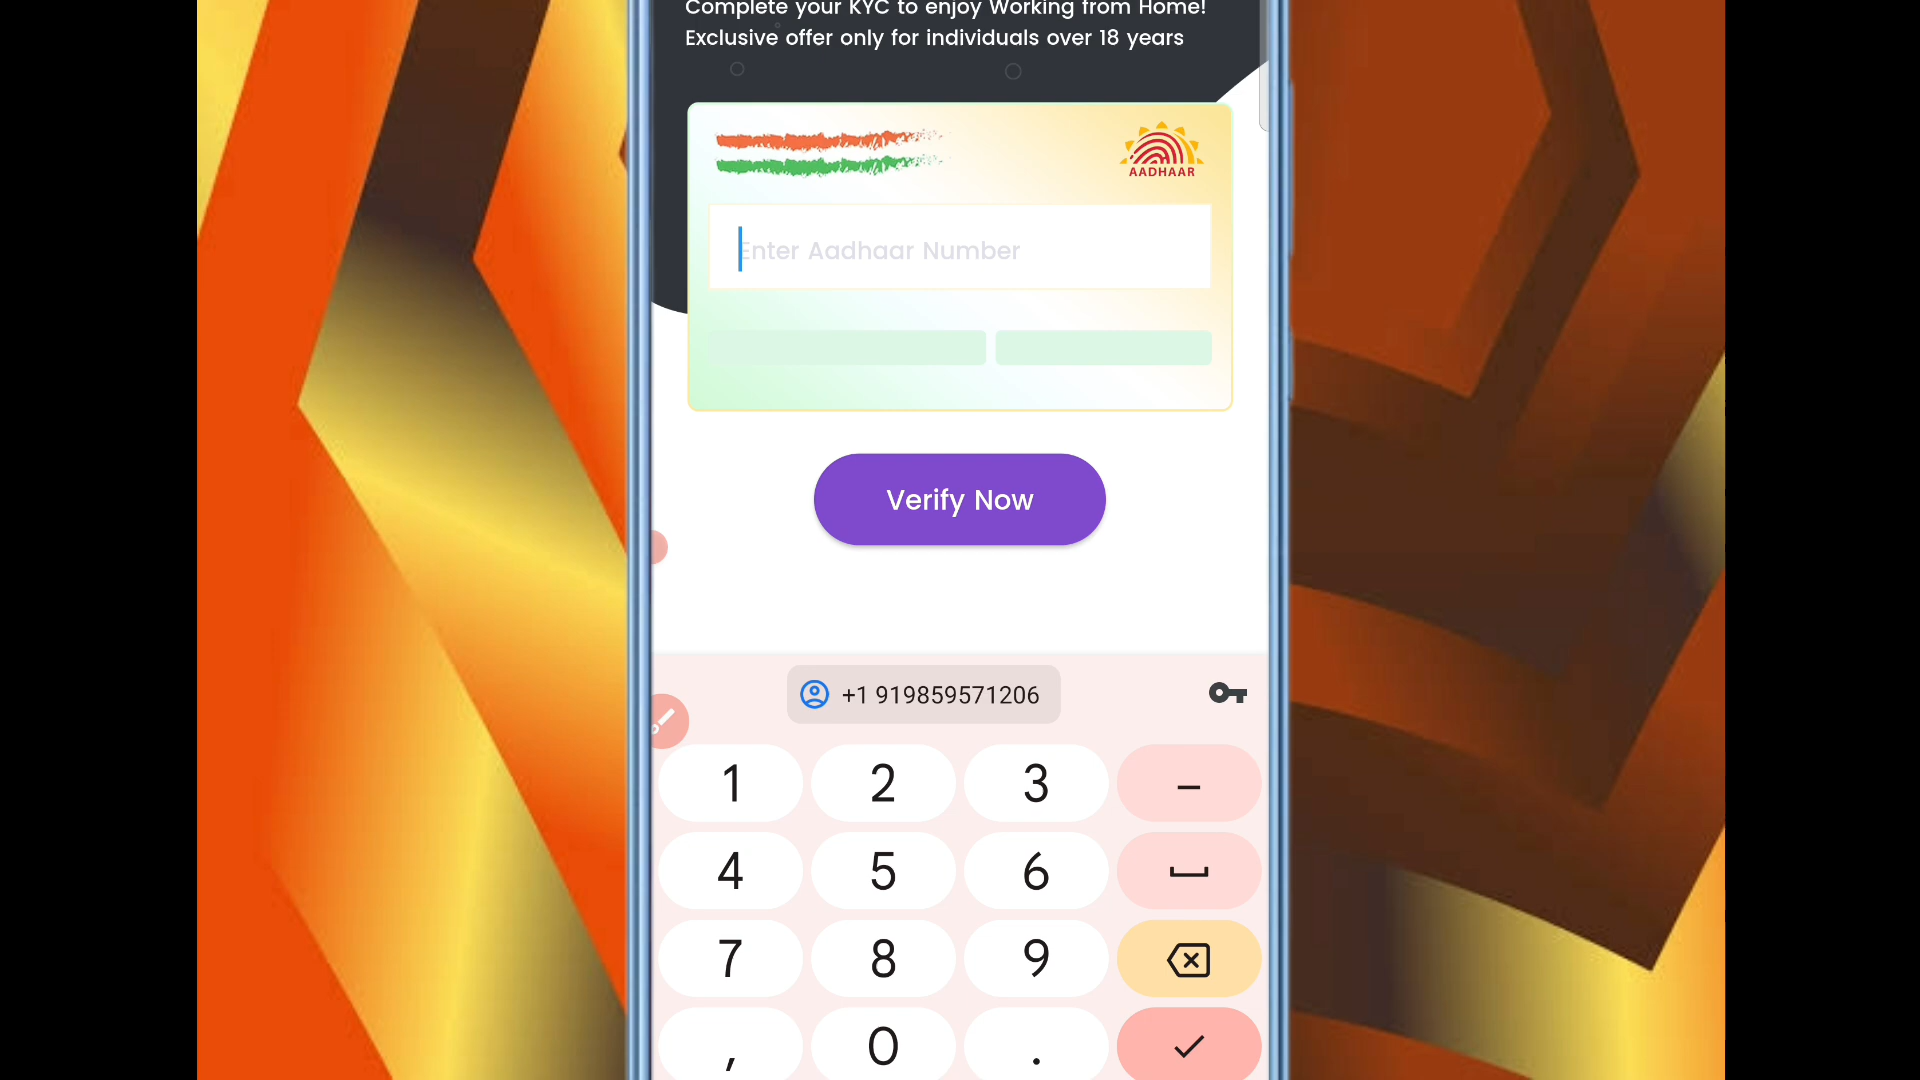 Complete your KYC to enjoy Working from Home!
Exclusive offer only for individuals over 18 years
AADHAAR
Enter Aadhaar Number
Verify Now
+1 919859571206
1 2 3 –
4 5 6
7 8 9
, 0 .